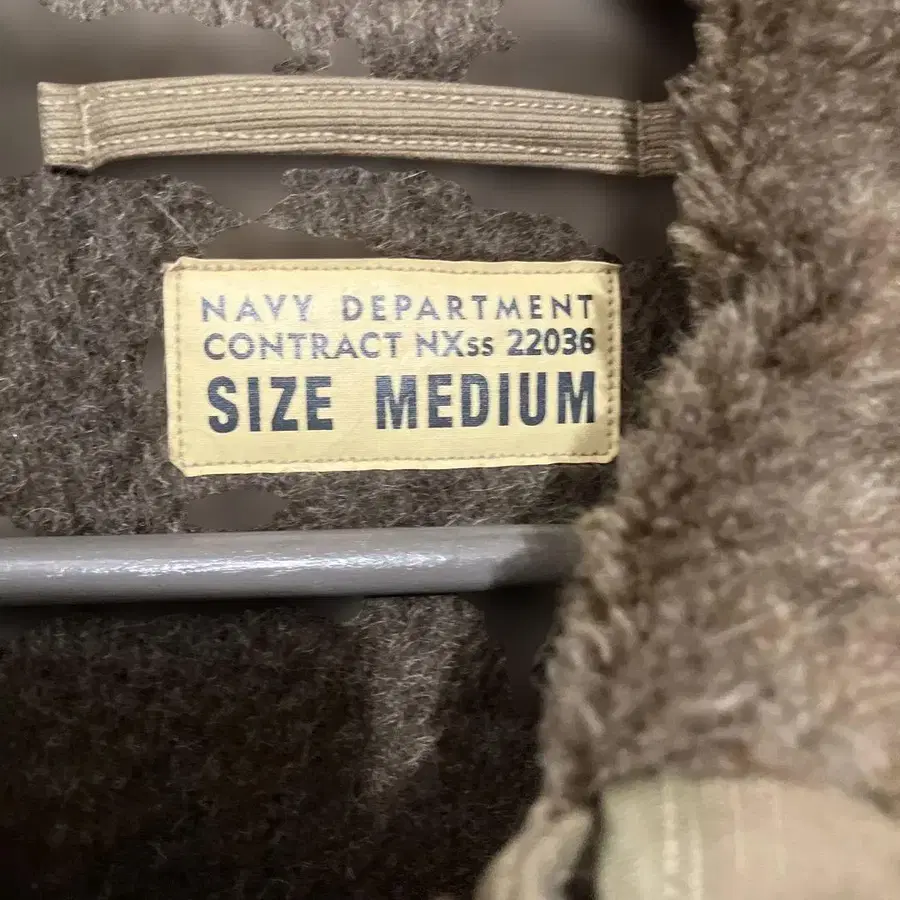 NAVY DEPARTMENT
CONTRACT NXss 22036
SIZE MEDIUM